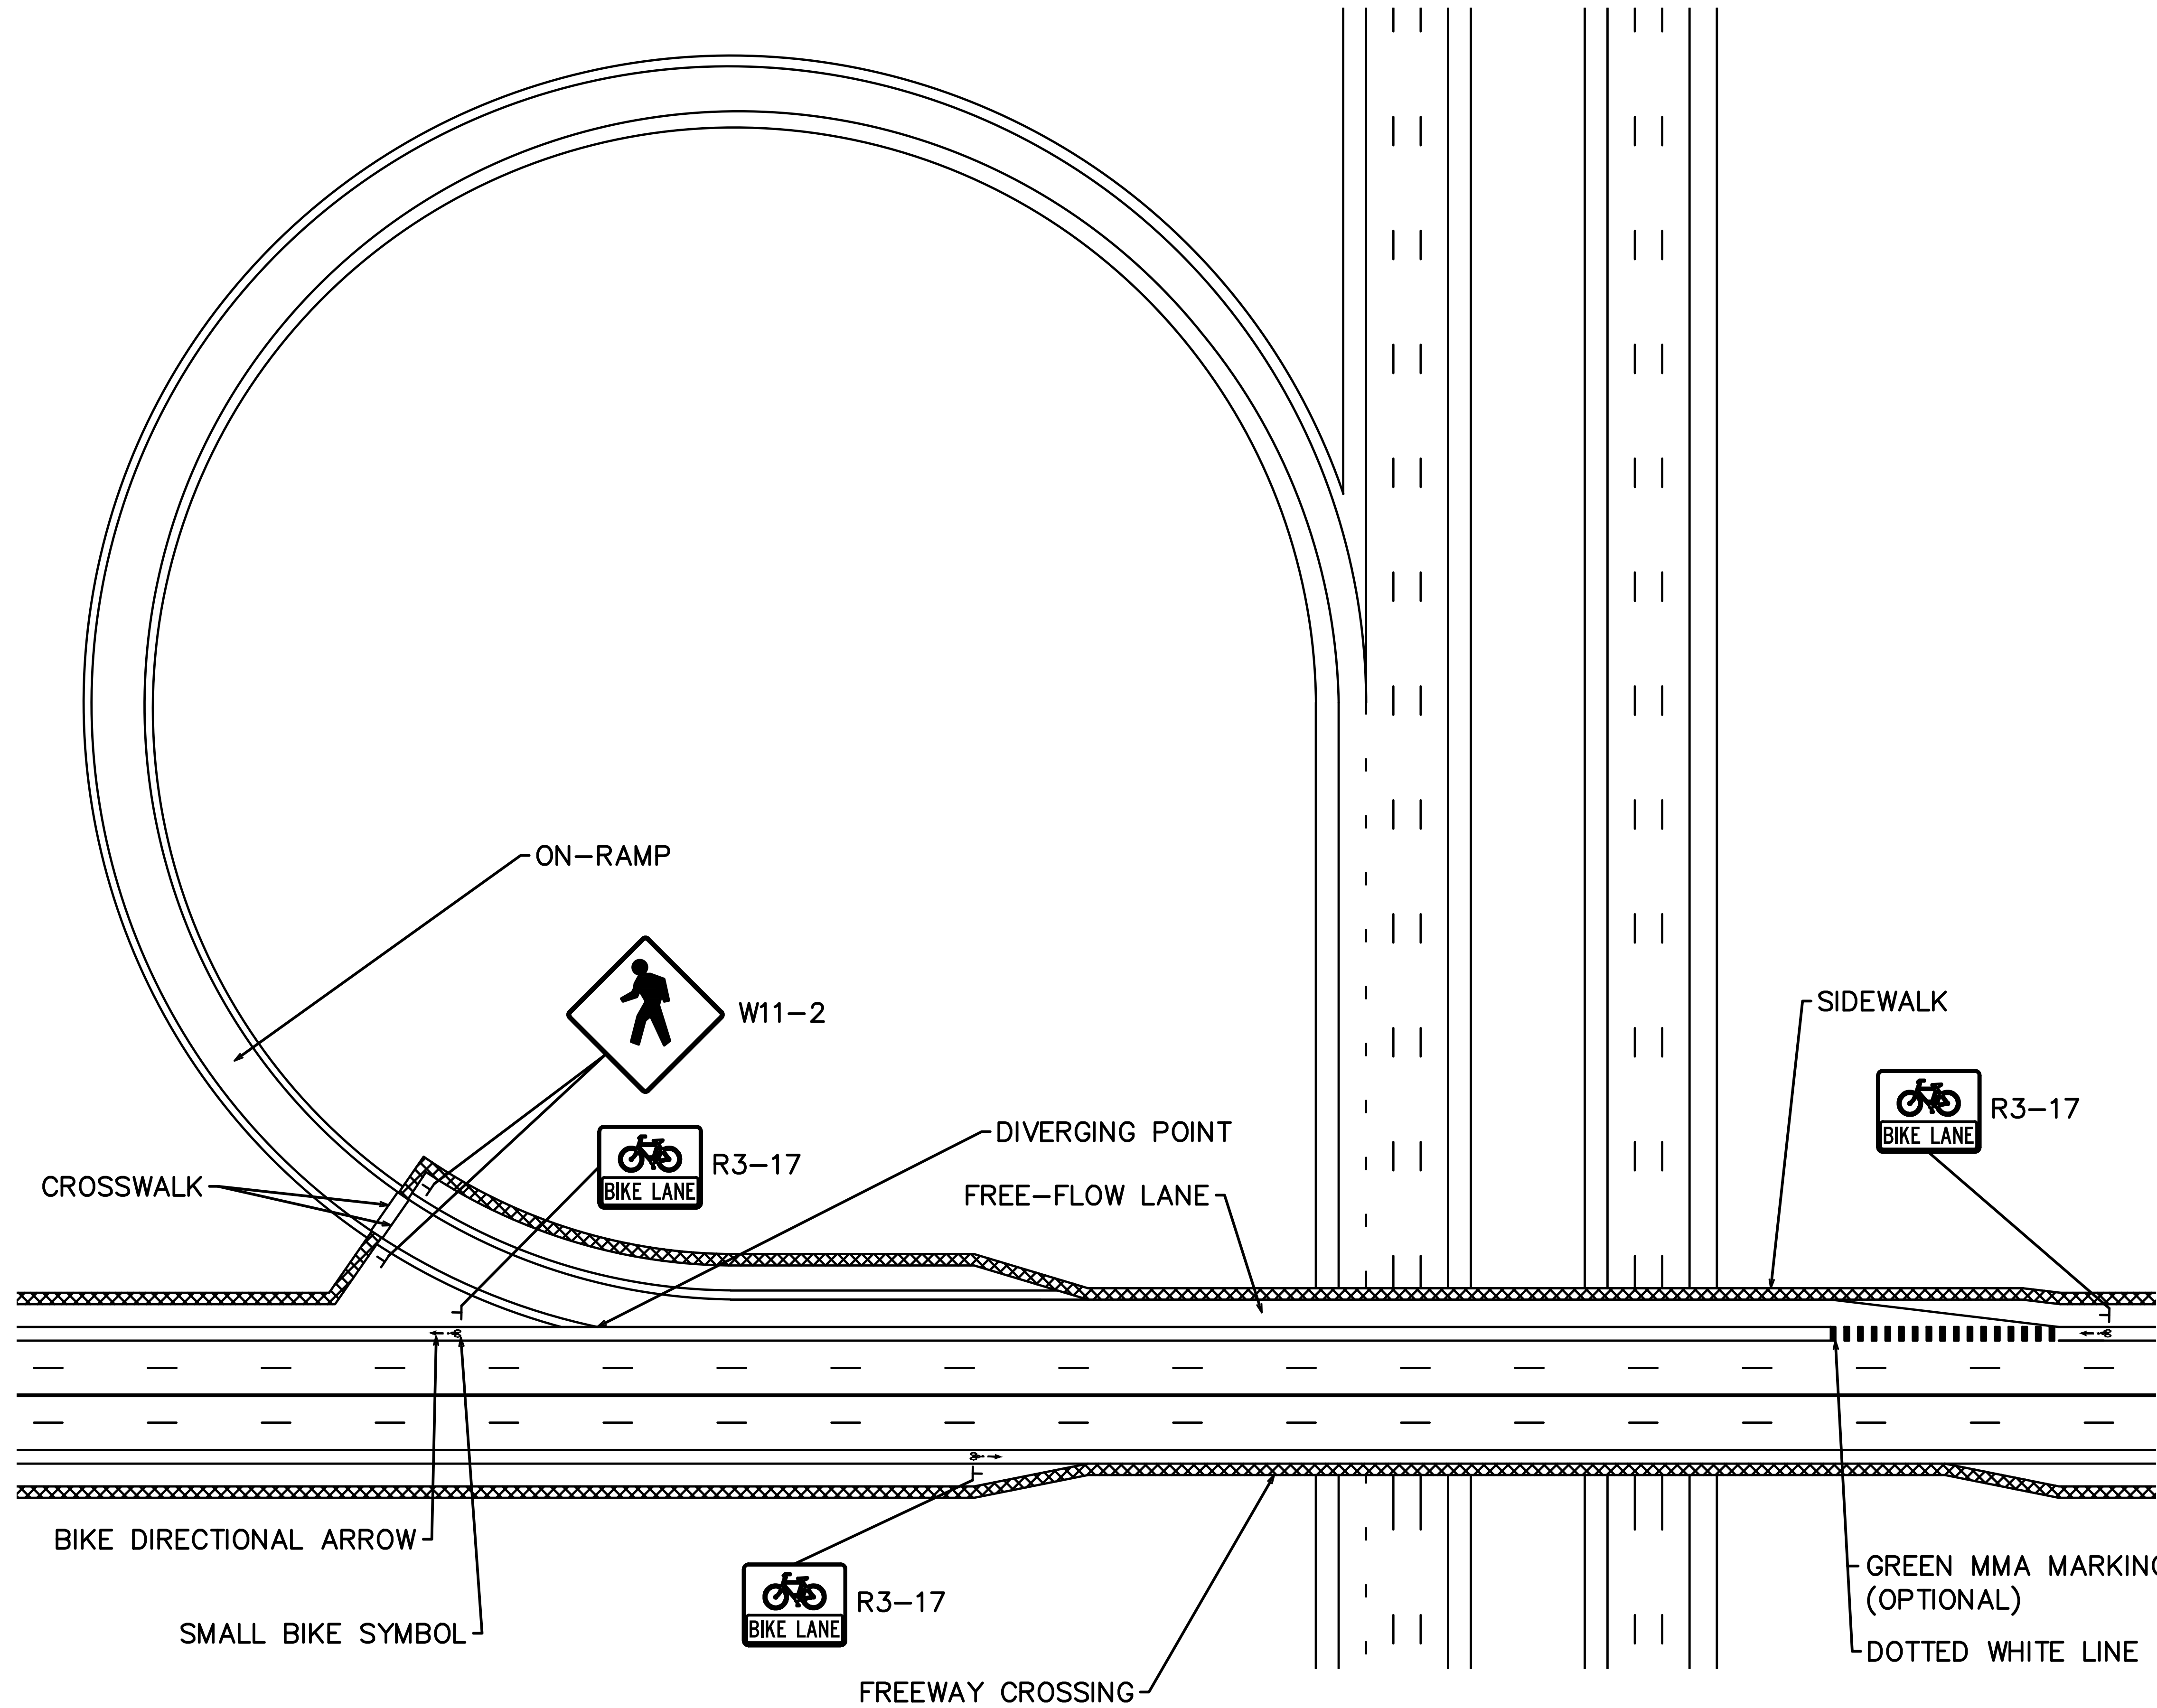 ON-RAMP
W11-2
SIDEWALK
BIKE LANE
R3-17
DIVERGING POINT
BIKE LANE
R3-17
CROSSWALK
FREE-FLOW LANE
BIKE DIRECTIONAL ARROW
GREEN MMA MARKING
(OPTIONAL)
BIKE LANE
R3-17
SMALL BIKE SYMBOL
DOTTED WHITE LINE
FREEWAY CROSSING